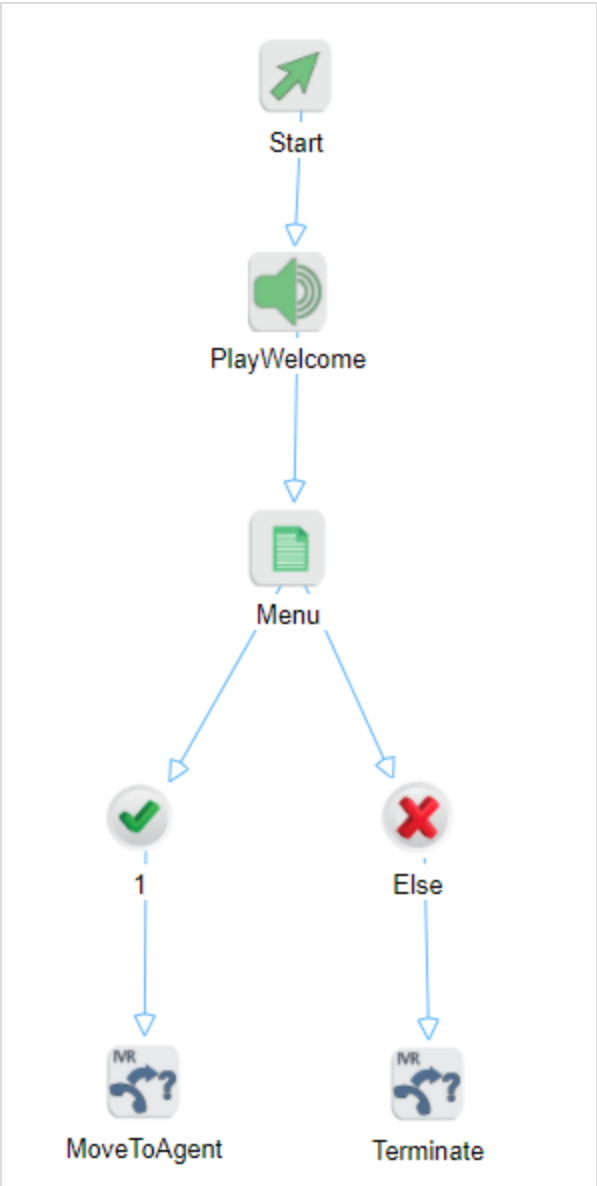 Start
PlayWelcome
Menu
1
Else
IVR
?
MoveToAgent
IVR
?
Terminate